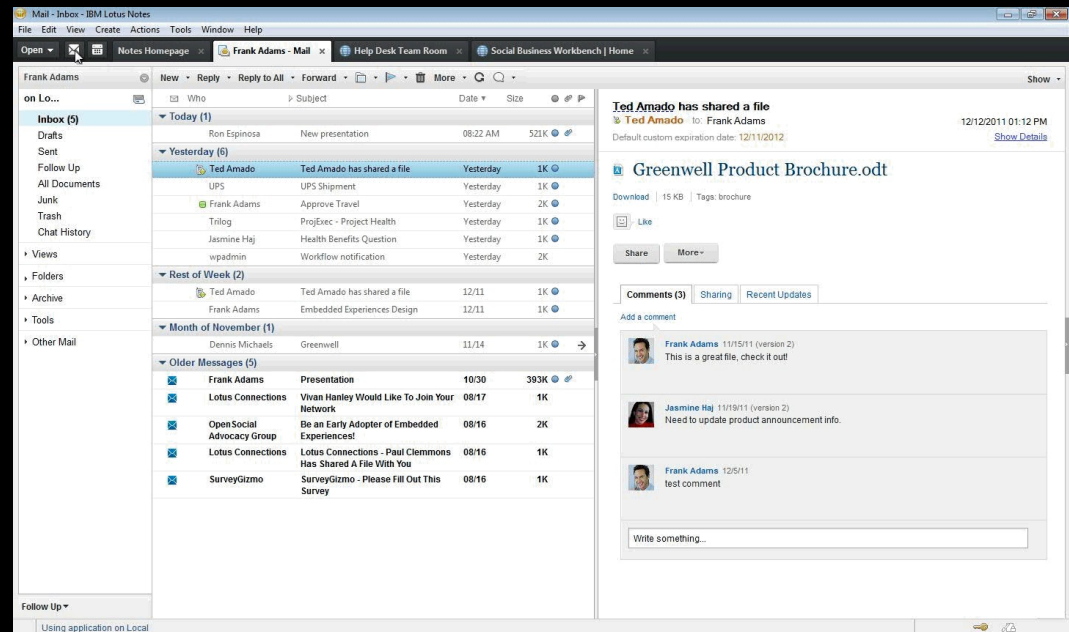 Mail - Inbox - IBM Lotus Notes
File Edit View Create Actions Tools Window Help
Open Notes Homepage × Frank Adams - Mail × Help Desk Team Room × Social Business Workbench | Home ×
Frank Adams
New Reply Reply to All Forward More
Show
on Lo...
Inbox (5)
Drafts
Sent
Follow Up
All Documents
Junk
Trash
Chat History
Views
Folders
Archive
Tools
Other Mail
Follow Up
Who Subject Date Size
Today (1)
Ron Espinosa New presentation 08:22 AM 521K
Yesterday (6)
Ted Amado Ted Amado has shared a file Yesterday 1K
UPS UPS Shipment Yesterday 1K
Frank Adams Approve Travel Yesterday 2K
Trilog ProjExec - Project Health Yesterday 1K
Jasmine Haj Health Benefits Question Yesterday 1K
wpadmin Workflow notification Yesterday 2K
Rest of Week (2)
Ted Amado Ted Amado has shared a file 12/11 1K
Frank Adams Embedded Experiences Design 12/11 1K
Month of November (1)
Dennis Michaels Greenwell 11/14 1K
Older Messages (5)
Frank Adams Presentation 10/30 393K
Lotus Connections Vivan Hanley Would Like To Join Your 08/17 1K
Network
OpenSocial Be an Early Adopter of Embedded 08/16 2K
Advocacy Group Experiences!
Lotus Connections Lotus Connections - Paul Clemmons 08/16 1K
Has Shared A File With You
SurveyGizmo SurveyGizmo - Please Fill Out This 08/16 1K
Survey
Ted Amado has shared a file
Ted Amado to: Frank Adams 12/12/2011 01:12 PM
Default custom expiration date: 12/11/2012 Show Details
Greenwell Product Brochure.odt
Download | 15 KB | Tags: brochure
Like
Share More
Comments (3) Sharing Recent Updates
Add a comment
Frank Adams 11/15/11 (version 2)
This is a great file, check it out!
Jasmine Haj 11/19/11 (version 2)
Need to update product announcement info.
Frank Adams 12/5/11
test comment
Write something...
Using application on Local